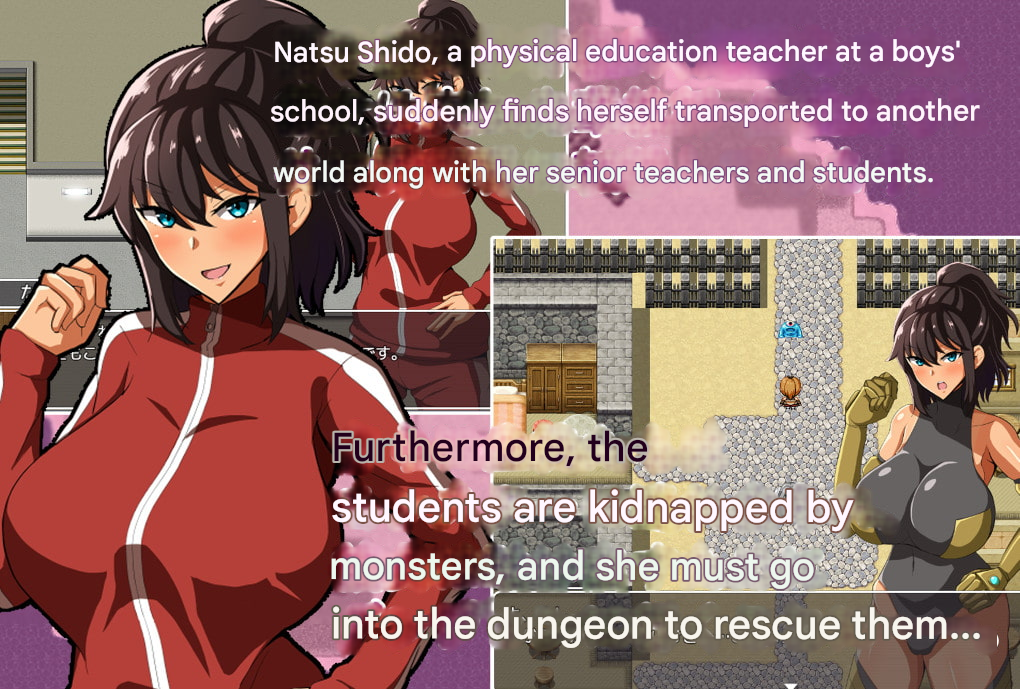 Natsu Shido, a physical education teacher at a boys'
school, suddenly finds herself transported to another
world along with her senior teachers and students.
です。
Furthermore, the
students are kidnapped by
monsters, and she must go
into the dungeon to rescue them...